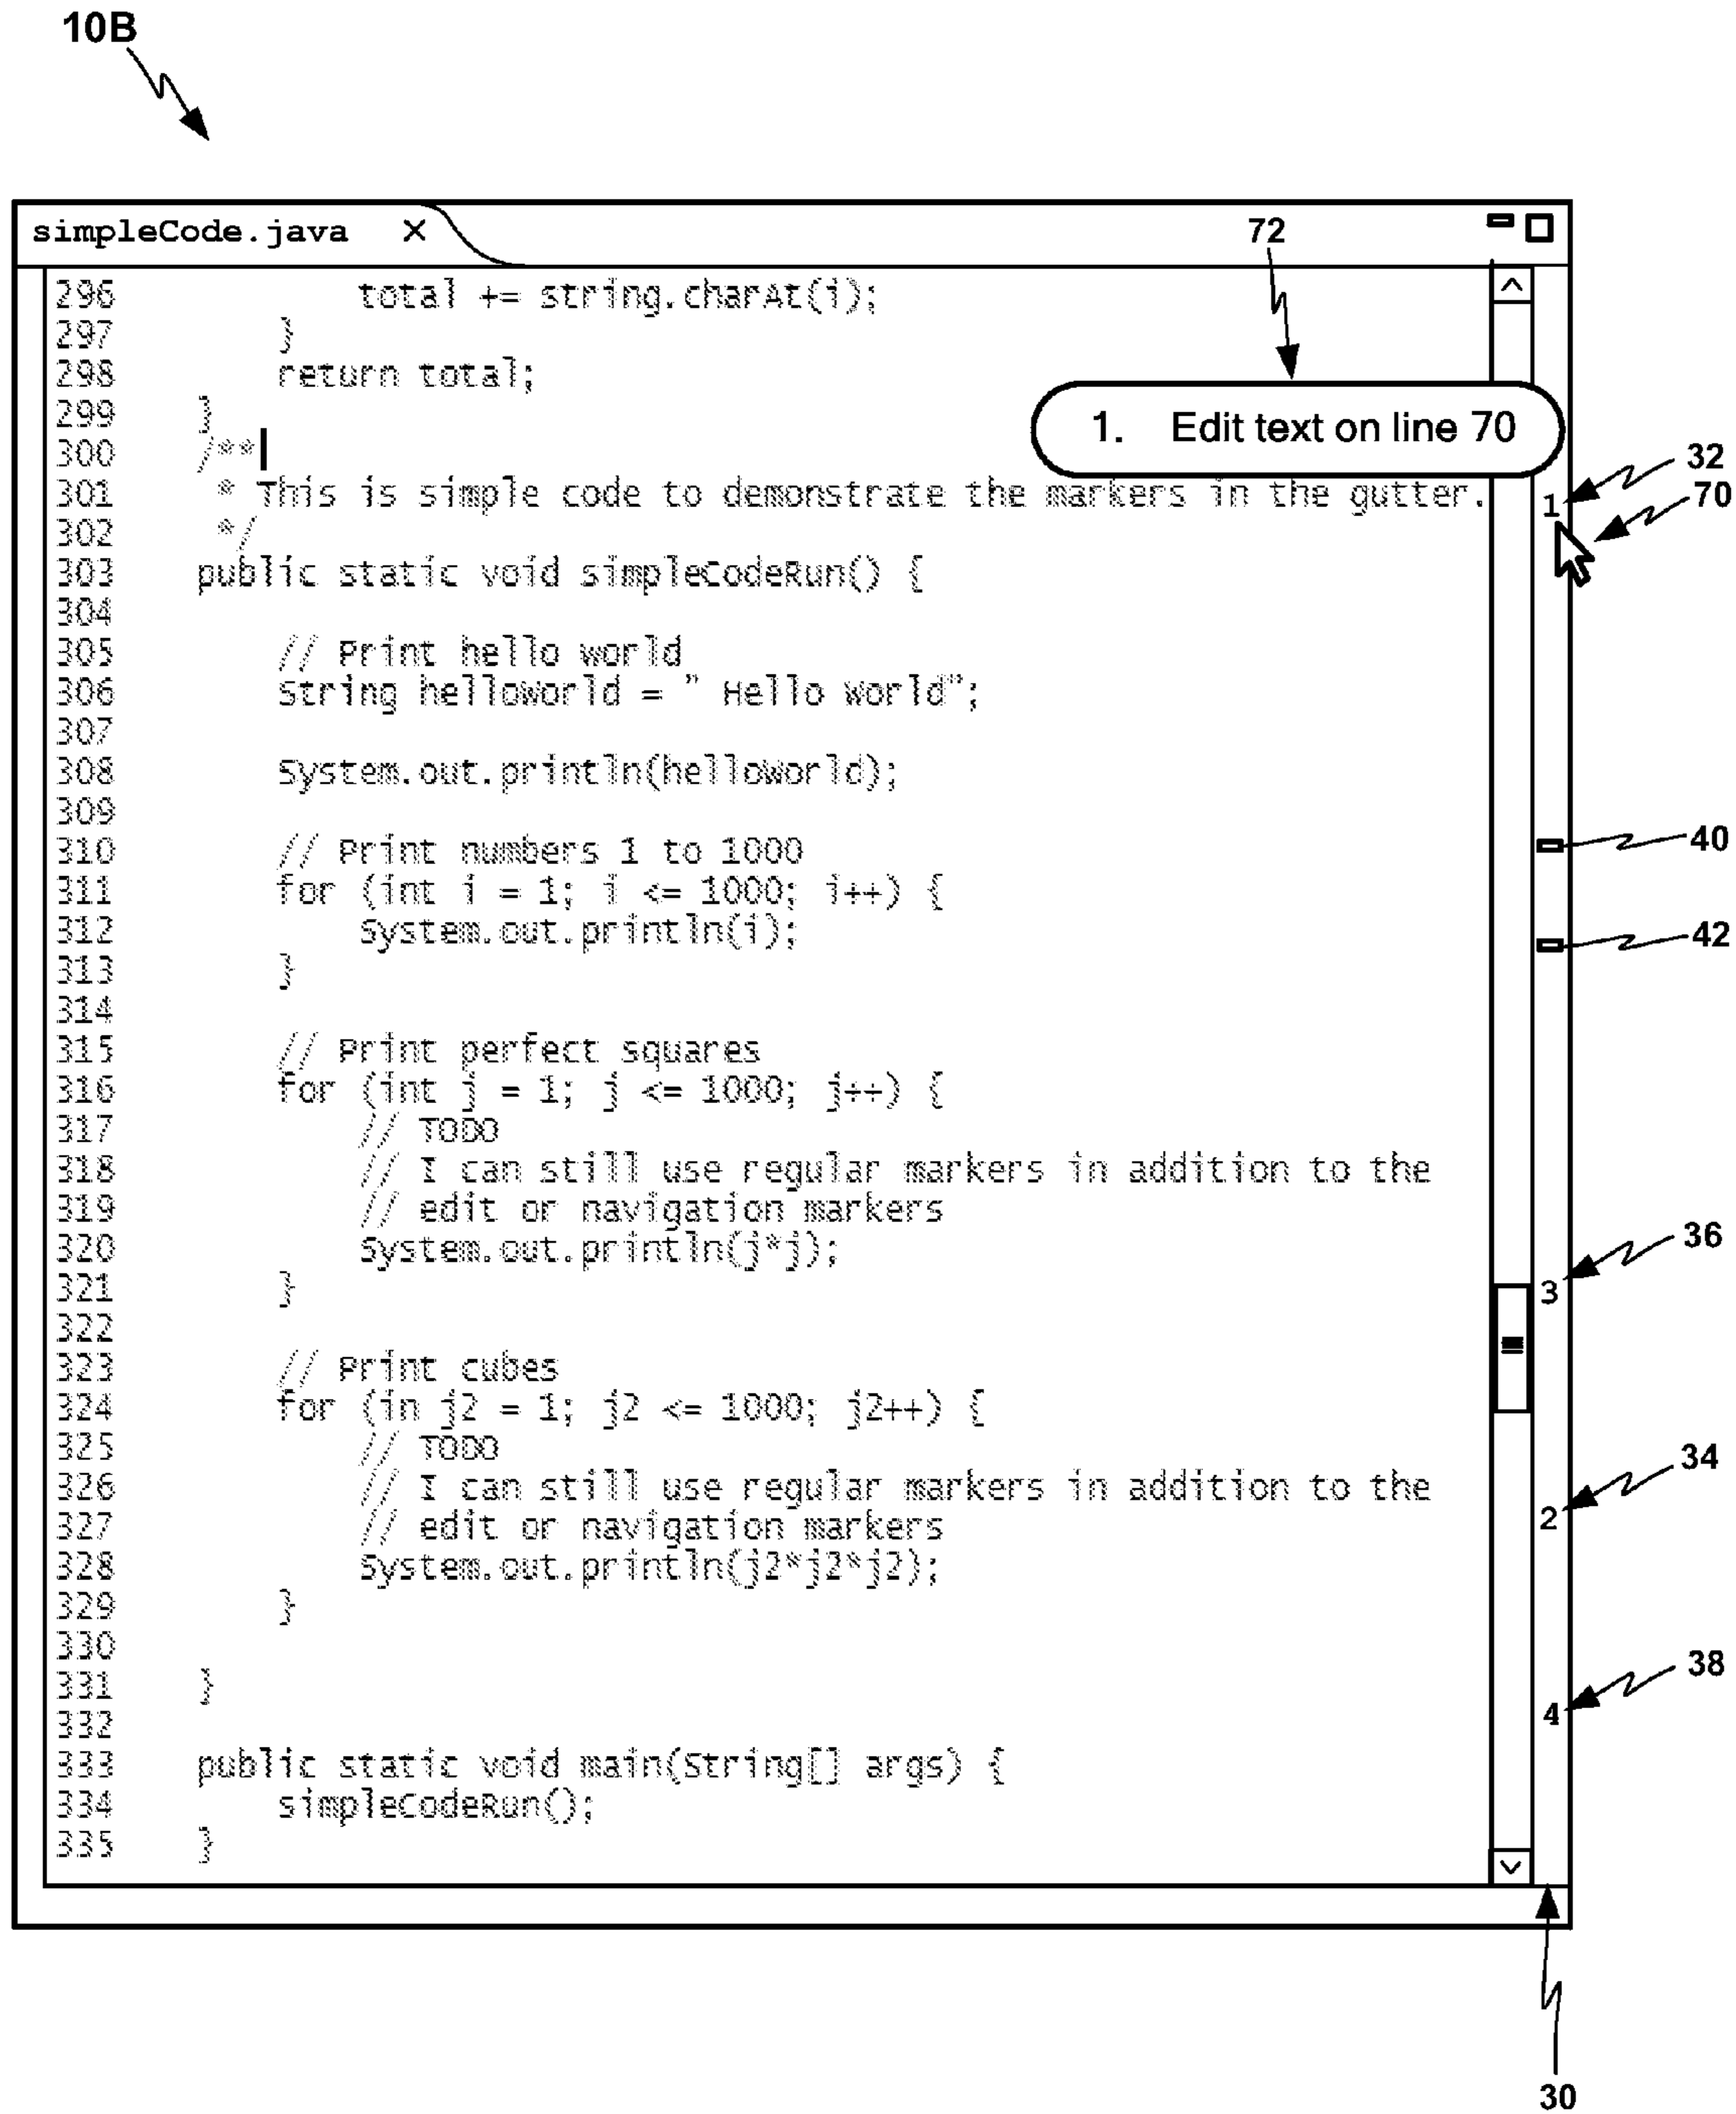 10B
simpleCode.java X
72
296 total += string.charAt(i);
297 }
298 return total;
299 }
1. Edit text on line 70
300 /**
32
301 * This is simple code to demonstrate the markers in the gutter.
1
70
302 */
303 public static void simpleCodeRun() {
304
305 // Print hello world
306 String helloWorld = " Hello World";
307
308 System.out.println(helloWorld);
309
310 // Print numbers 1 to 1000
40
311 for (int i = 1; i <= 1000; i++) {
312 System.out.println(i);
42
313 }
314
315 // Print perfect squares
316 for (int j = 1; j <= 1000; j++) {
317 // TODO
318 // I can still use regular markers in addition to the
319 // edit or navigation markers
36
320 System.out.println(j*j);
321 }
3
322
323 // Print cubes
324 for (in j2 = 1; j2 <= 1000; j2++) {
325 // TODO
34
326 // I can still use regular markers in addition to the
327 // edit or navigation markers
2
328 System.out.println(j2*j2*j2);
329 }
330
38
331 }
4
332
333 public static void main(String[] args) {
334 simpleCodeRun();
335 }
30